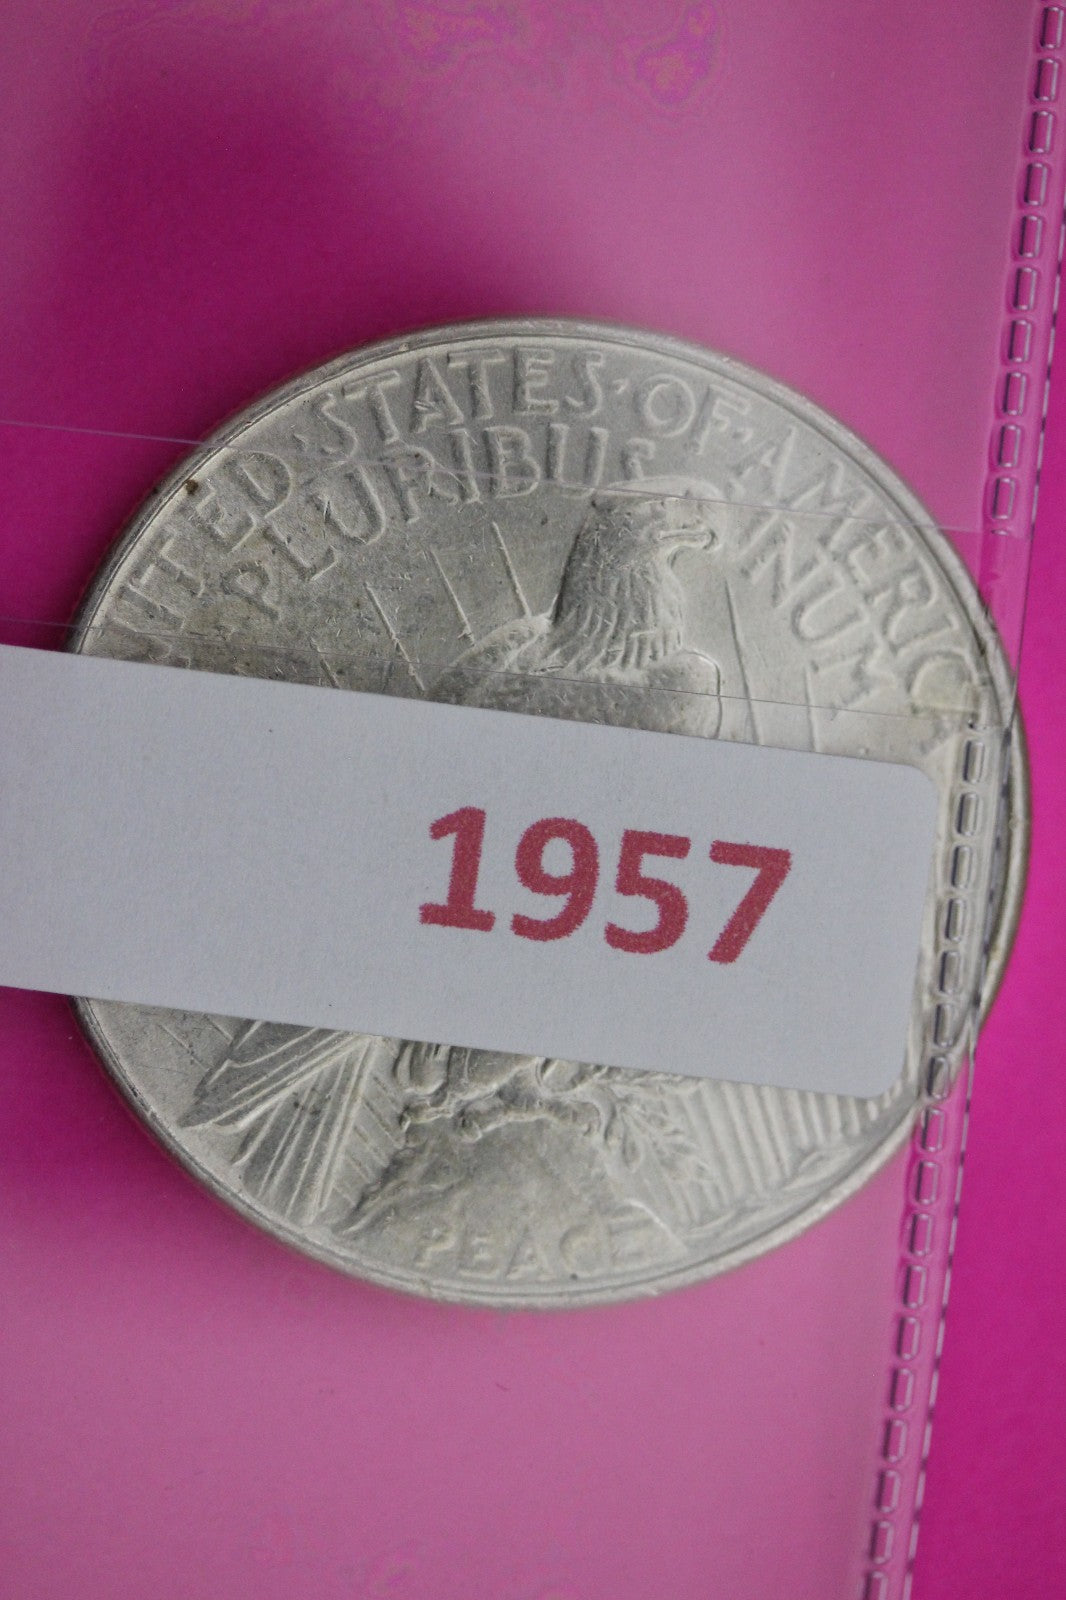 UNITED·STATES·OF·AMERICA
PLURIBUS UNUM
1957
PEACE